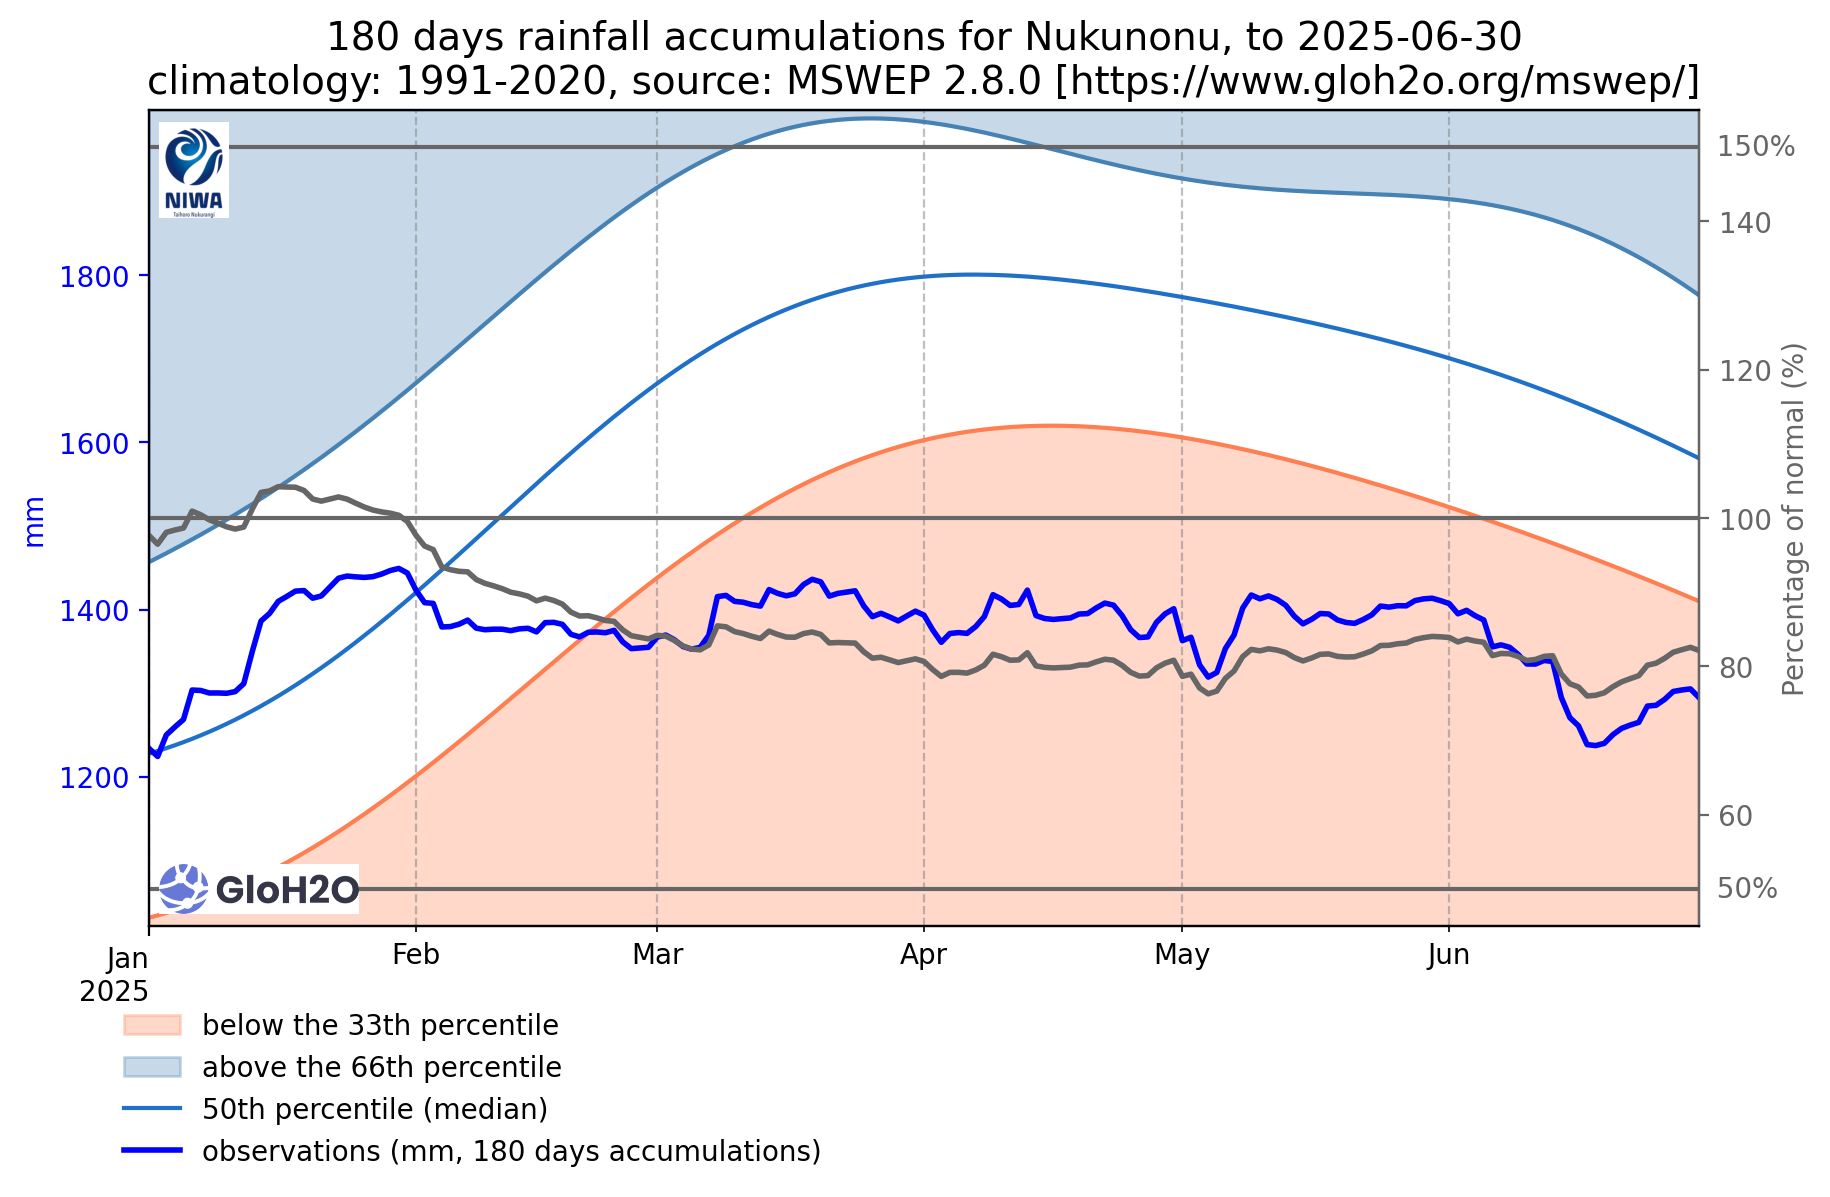 180 days rainfall accumulations for Nukunonu, to 2025-06-30
climatology: 1991-2020, source: MSWEP 2.8.0 [https://www.gloh2o.org/mswep/]
NIWA
Taihoro Nukurangi
150%
140
1800
120
1600
mm
100
Percentage of normal (%)
1400
80
1200
60
GloH2O
50%
Jan
2025
Feb
Mar
Apr
May
Jun
below the 33th percentile
above the 66th percentile
50th percentile (median)
observations (mm, 180 days accumulations)